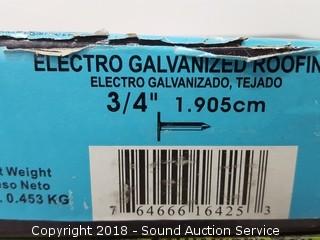 ELECTRO GALVANIZED ROOFIN
ELECTRO GALVANIZADO, TEJADO
3/4" 1.905cm
t Weight
eso Neto
. 0.453 KG
7 64666 16425 3
Copyright 2018 - Sound Auction Service